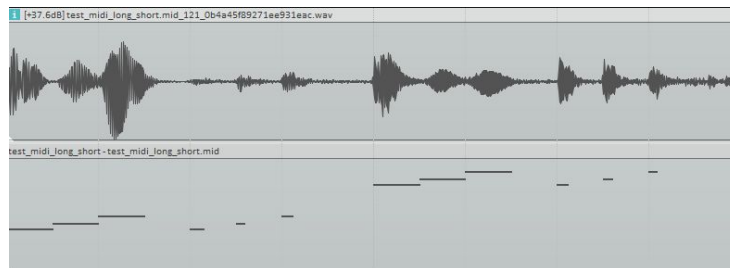 i [+37.6dB] test_midi_long_short.mid_121_0b4a45f89271ee931eac.wav
test_midi_long_short - test_midi_long_short.mid